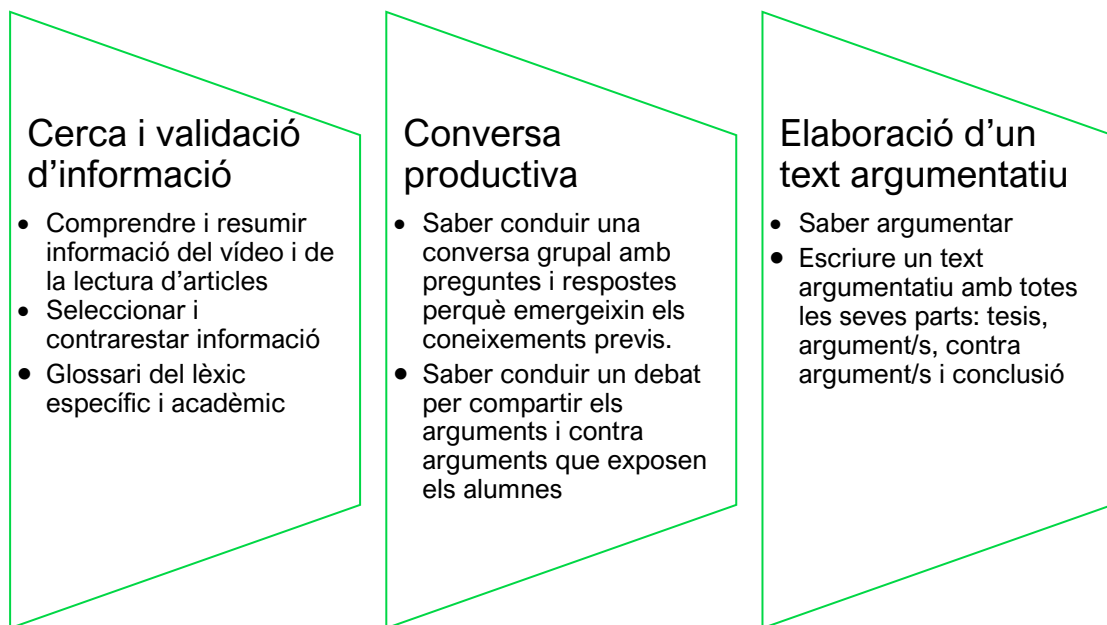 Cerca i validació
d’informació
• Comprendre i resumir
informació del vídeo i de
la lectura d’articles
• Seleccionar i
contrarestar informació
• Glossari del lèxic
específic i acadèmic
Conversa
productiva
• Saber conduir una
conversa grupal amb
preguntes i respostes
perquè emergeixin els
coneixements previs.
• Saber conduir un debat
per compartir els
arguments i contra
arguments que exposen
els alumnes
Elaboració d’un
text argumentatiu
• Saber argumentar
• Escriure un text
argumentatiu amb totes
les seves parts: tesis,
argument/s, contra
argument/s i conclusió